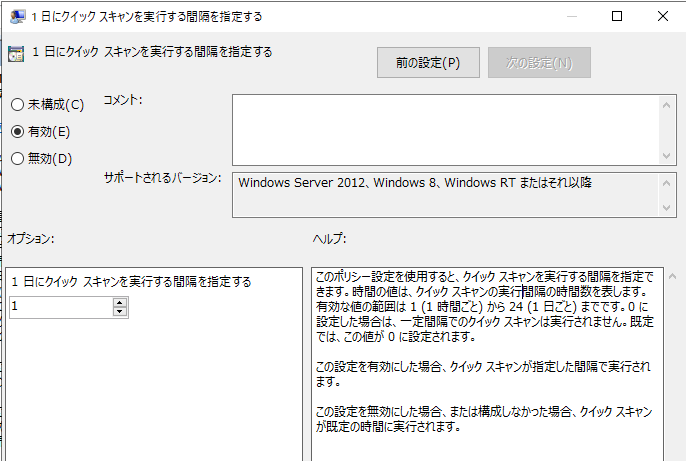 1 日にクイック スキャンを実行する間隔を指定する
1 日にクイック スキャンを実行する間隔を指定する
前の設定(P)
次の設定(N)
未構成(C)
コメント:
有効(E)
無効(D)
サポートされるバージョン:
Windows Server 2012、Windows 8、Windows RT またはそれ以降
オプション:
ヘルプ:
1 日にクイック スキャンを実行する間隔を指定する
1
このポリシー設定を使用すると、クイック スキャンを実行する間隔を指定で
きます。時間の値は、クイック スキャンの実行間隔の時間数を表します。
有効な値の範囲は 1 (1 時間ごと) から 24 (1 日ごと) までです。0 に
設定した場合は、一定間隔でのクイック スキャンは実行されません。既定
では、この値が 0 に設定されます。
この設定を有効にした場合、クイック スキャンが指定した間隔で実行され
ます。
この設定を無効にした場合、または構成しなかった場合、クイック スキャン
が既定の時間に実行されます。